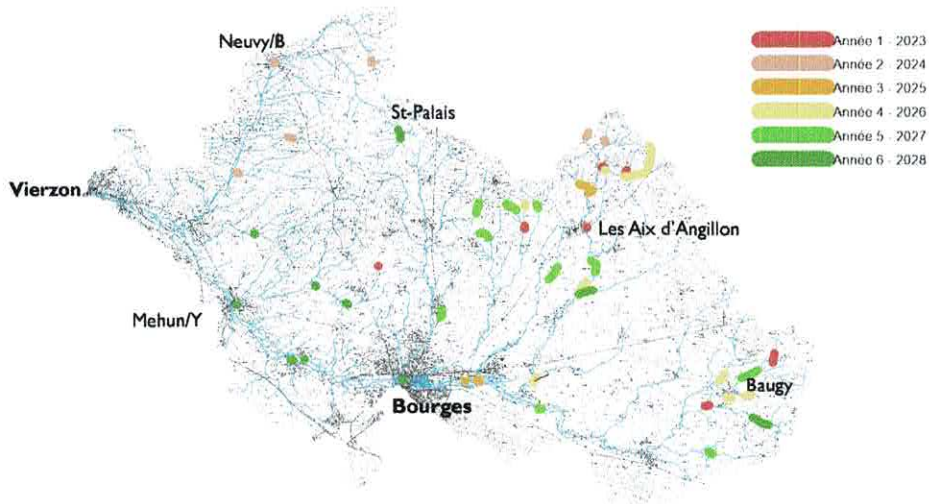 Neuvy/B
St-Palais
Vierzon
Les Aix d'Angillon
Mehun/Y
Bourges
Baugy
Année 1 - 2023
Année 2 - 2024
Année 3 - 2025
Année 4 - 2026
Année 5 - 2027
Année 6 - 2028